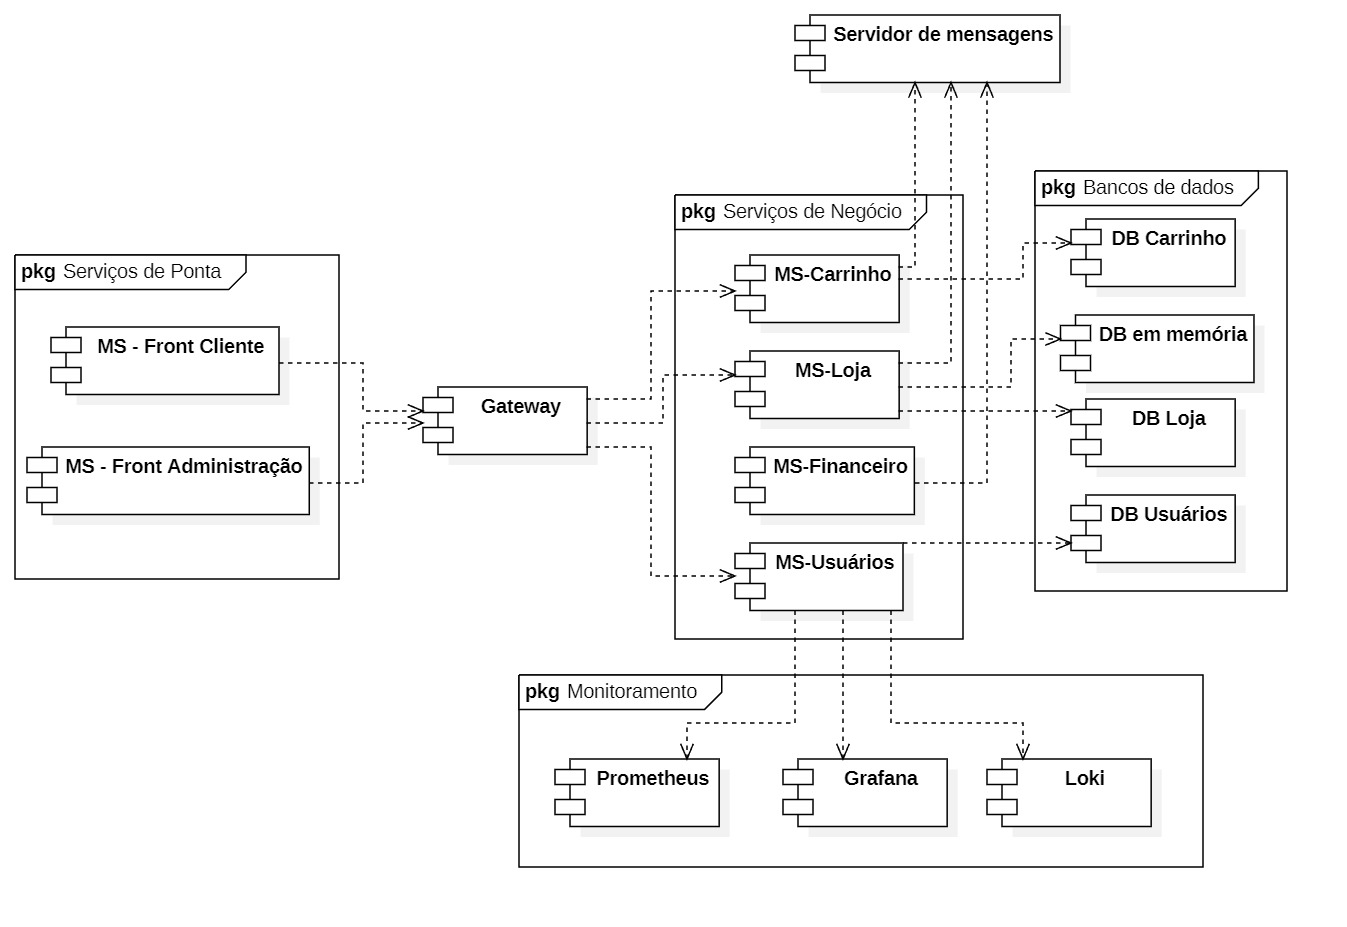 Servidor de mensagens
pkg Serviços de Negócio
pkg Bancos de dados
pkg Serviços de Ponta
MS - Front Cliente
MS - Front Administração
Gateway
MS-Carrinho
MS-Loja
MS-Financeiro
MS-Usuários
DB Carrinho
DB em memória
DB Loja
DB Usuários
pkg Monitoramento
Prometheus
Grafana
Loki